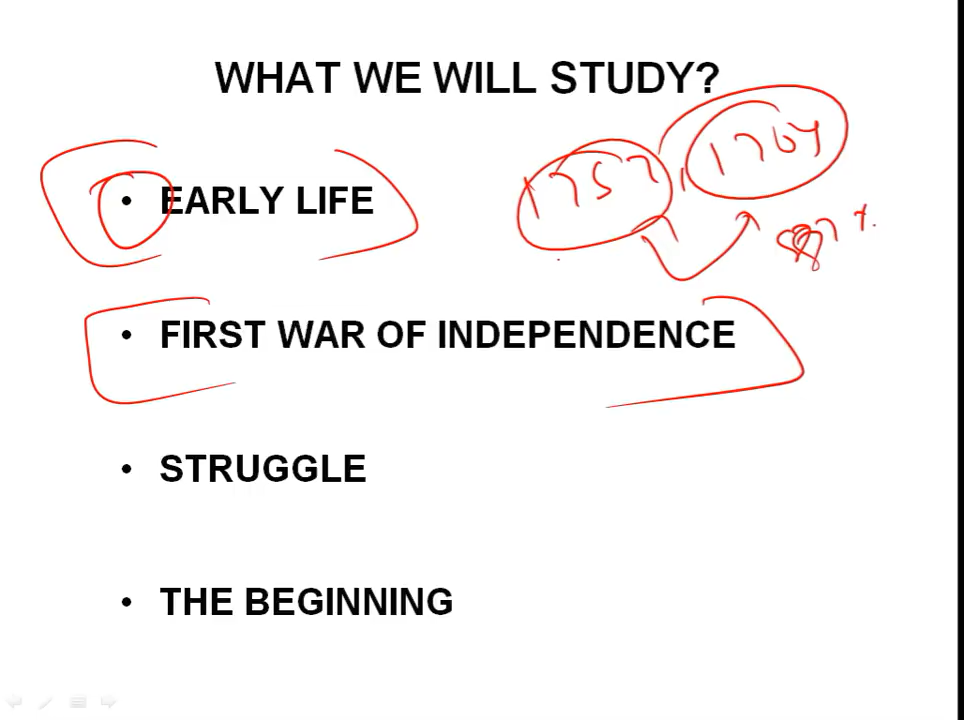 WHAT WE WILL STUDY?
1757, 1764
• EARLY LIFE
• FIRST WAR OF INDEPENDENCE
• STRUGGLE
• THE BEGINNING